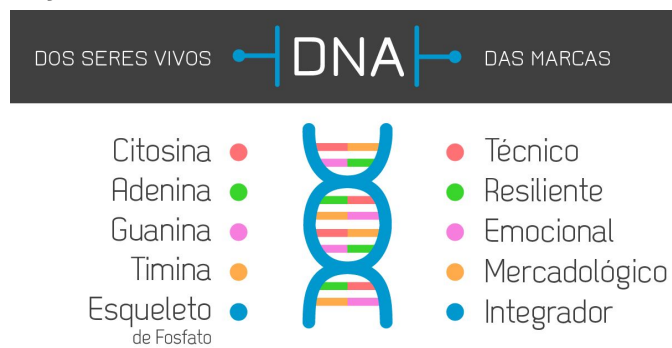 DOS SERES VIVOS DNA DAS MARCAS
Citosina Técnico
Adenina Resiliente
Guanina Emocional
Timina Mercadológico
Esqueleto Integrador
de Fosfato